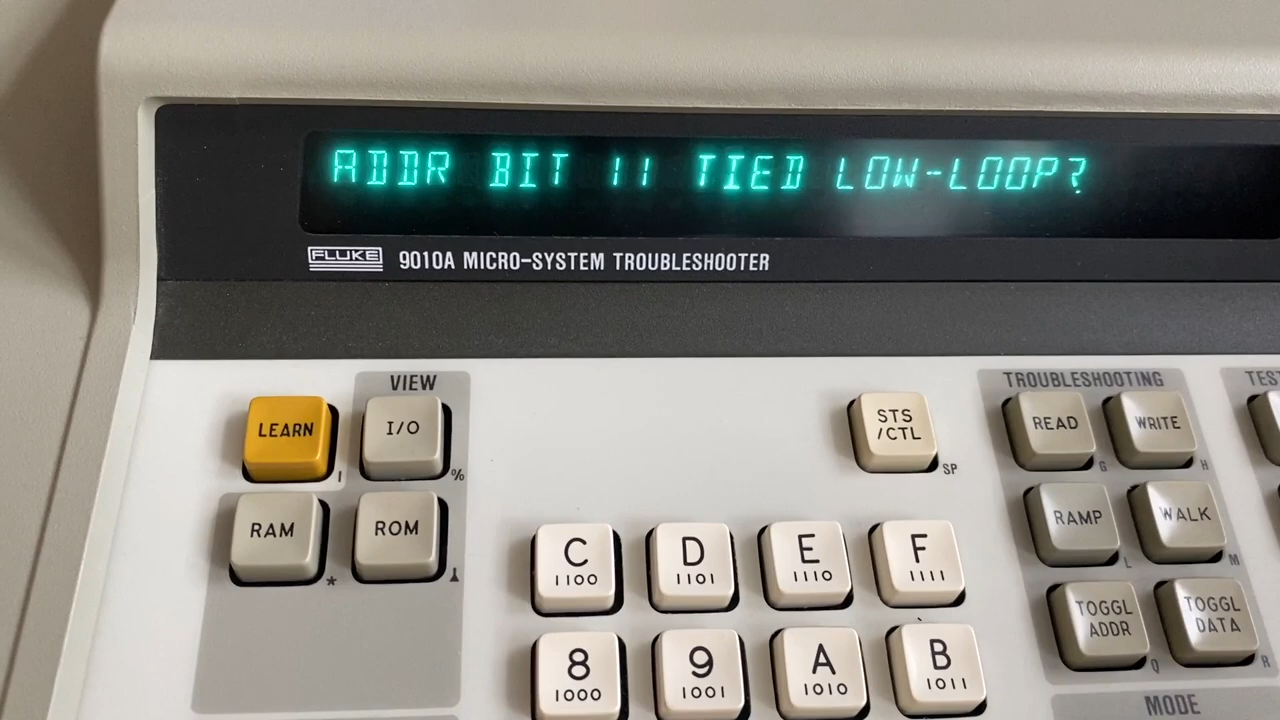 ADDR BIT 11 TIED LOW-LOOP?
FLUKE 9010A MICRO-SYSTEM TROUBLESHOOTER
VIEW
TROUBLESHOOTING
LEARN
I
I/O
%
STS
/CTL
SP
READ
G
WRITE
H
RAM
*
ROM
RAMP
L
WALK
M
C
1100
D
1101
E
1110
F
1111
TOGGL
ADDR
Q
TOGGL
DATA
R
8
1000
9
1001
A
1010
B
1011
MODE